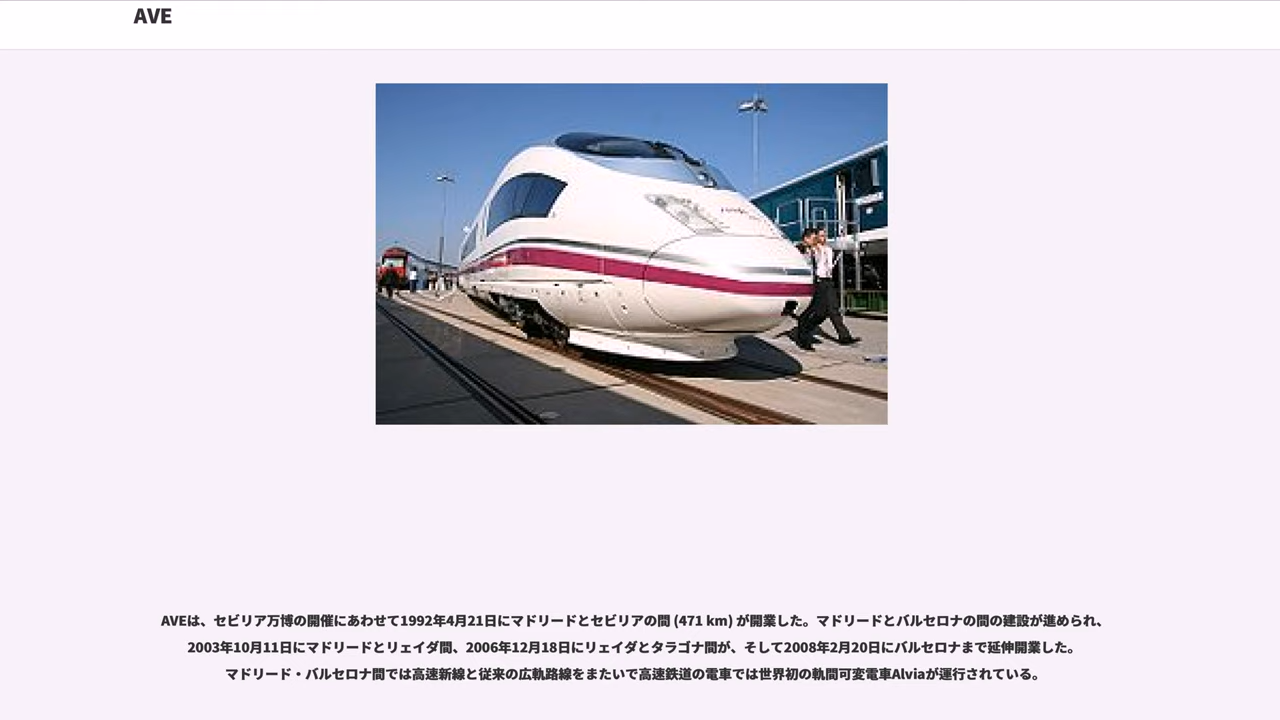 AVE
AVEは、セビリア万博の開催にあわせて1992年4月21日にマドリードとセビリアの間 (471 km) が開業した。マドリードとバルセロナの間の建設が進められ、
2003年10月11日にマドリードとリェイダ間、2006年12月18日にリェイダとタラゴナ間が、そして2008年2月20日にバルセロナまで延伸開業した。
マドリード・バルセロナ間では高速新線と従来の広軌路線をまたいで高速鉄道の電車では世界初の軌間可変電車Alviaが運行されている。